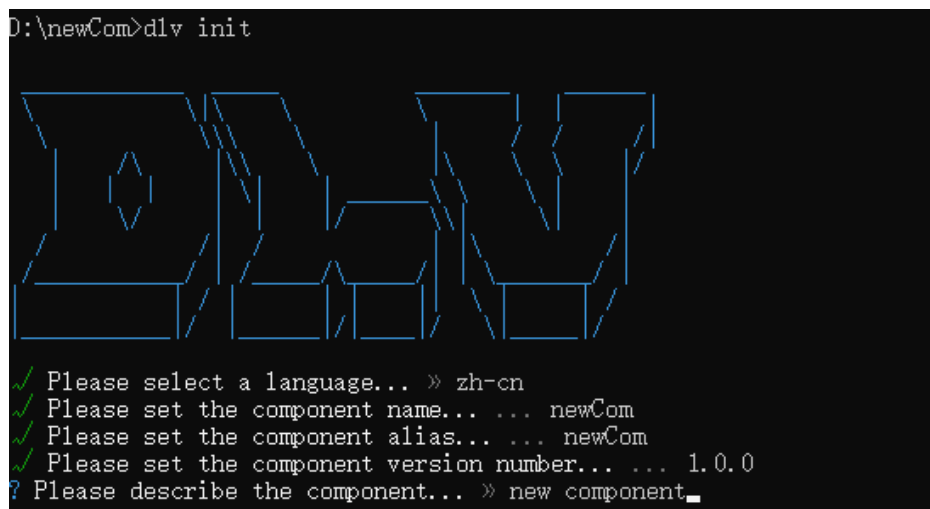 D:\newCom>dlv init
DLV
√ Please select a language... » zh-cn
√ Please set the component name... ... newCom
√ Please set the component alias... ... newCom
√ Please set the component version number... ... 1.0.0
? Please describe the component... » new component